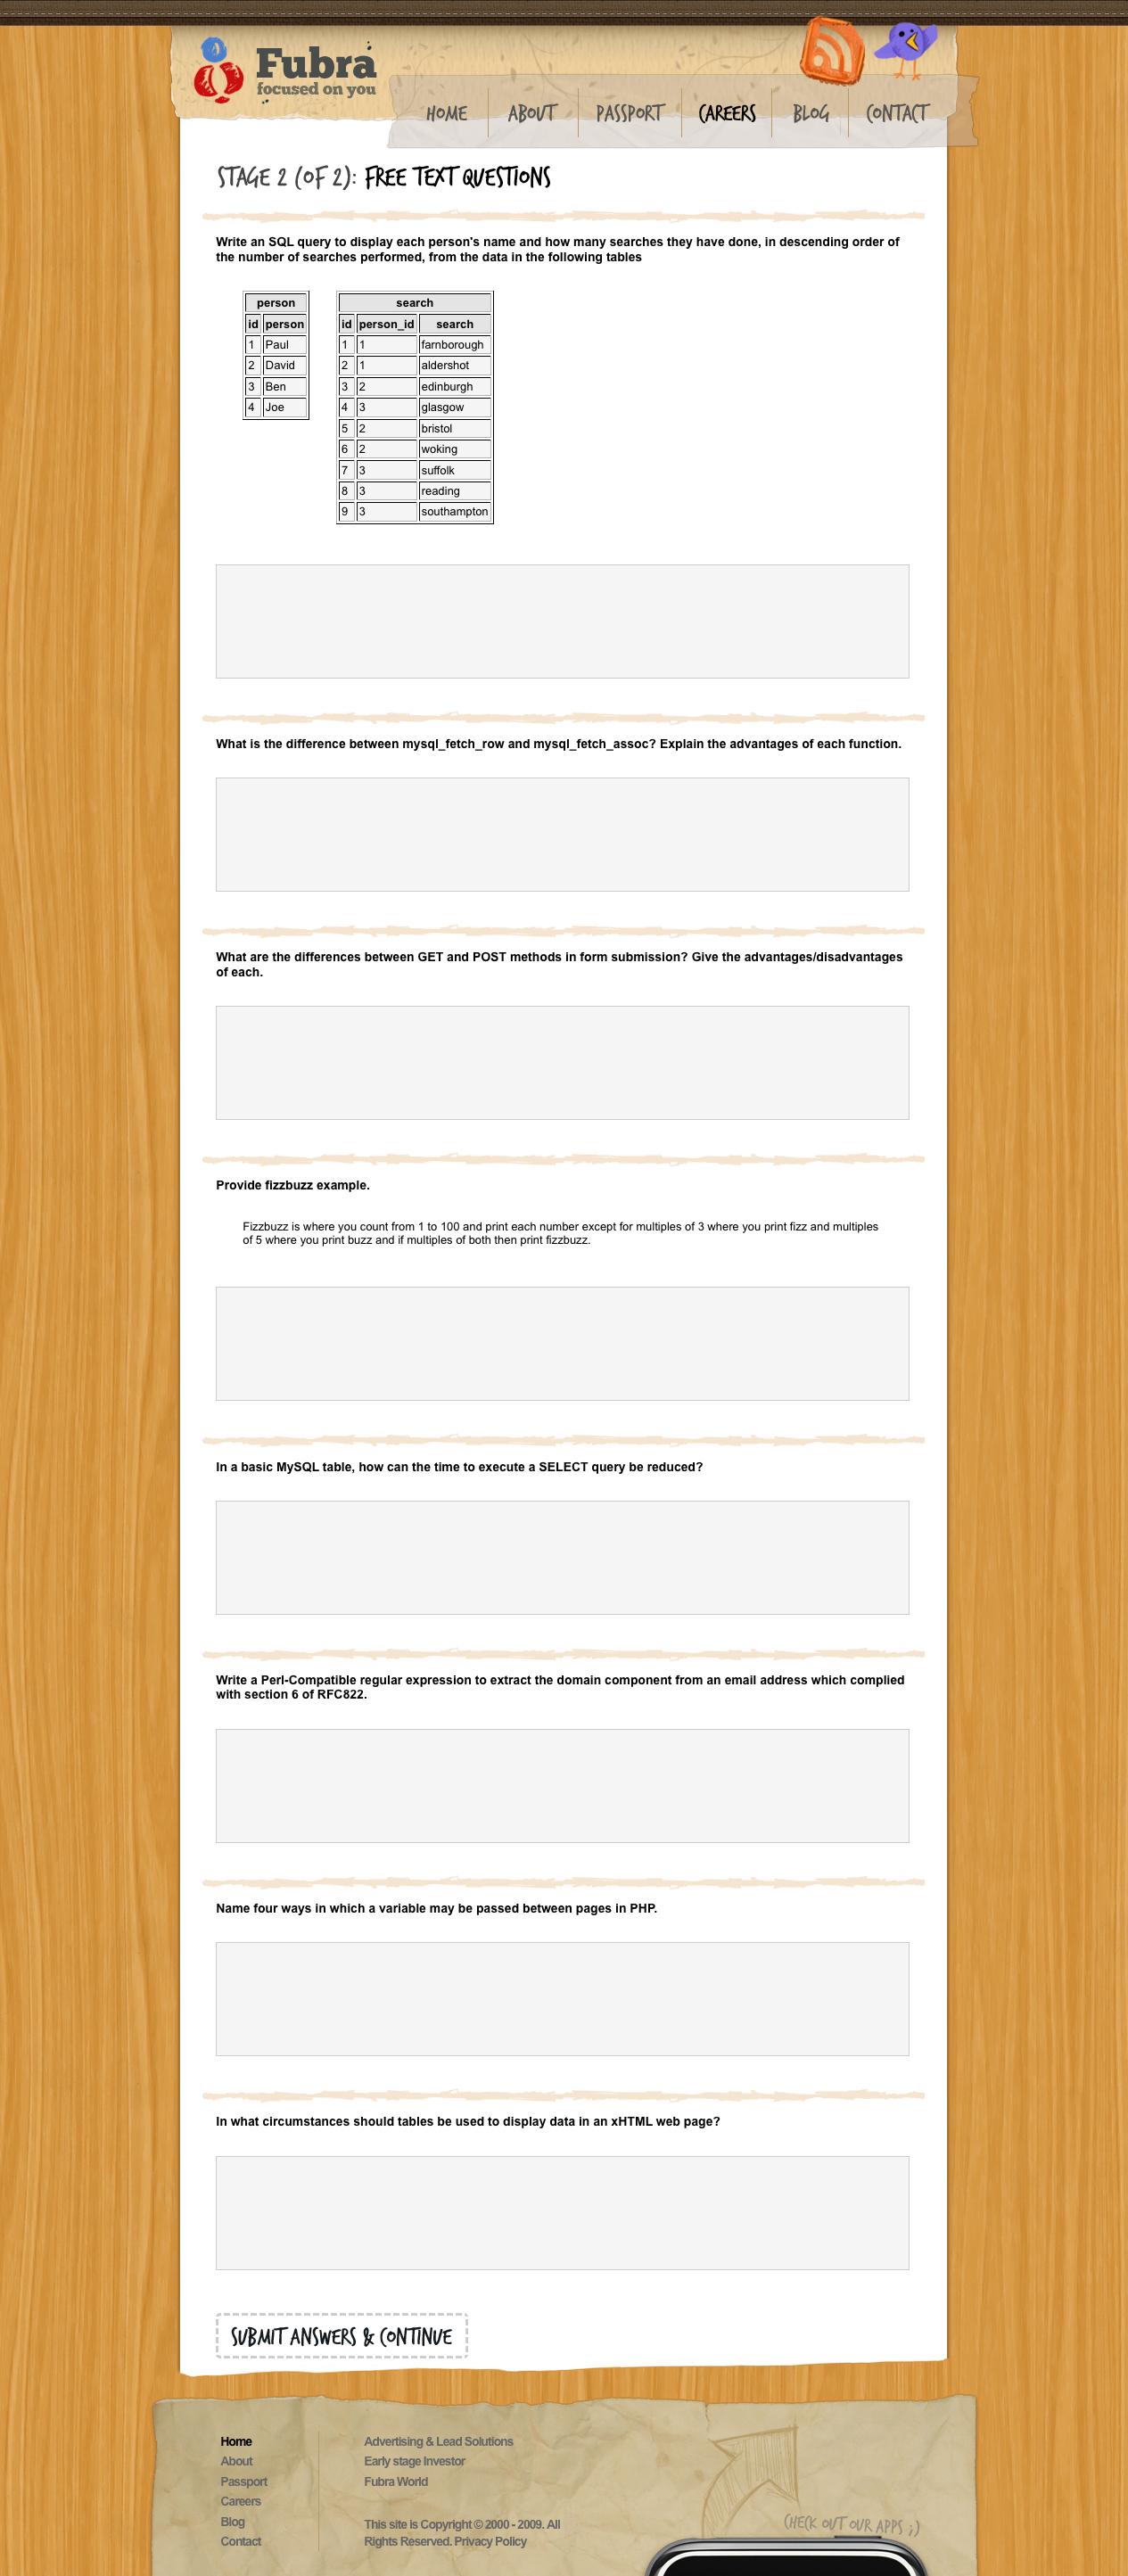 Fubra
focused on you
HOME ABOUT PASSPORT CAREERS BLOG CONTACT
STAGE 2 (OF 2): FREE TEXT QUESTIONS
Write an SQL query to display each person's name and how many searches they have done, in descending order of
the number of searches performed, from the data in the following tables
person
id person
1 Paul
2 David
3 Ben
4 Joe
search
id person_id search
1 1 farnborough
2 1 aldershot
3 2 edinburgh
4 3 glasgow
5 2 bristol
6 2 woking
7 3 suffolk
8 3 reading
9 3 southampton
What is the difference between mysql_fetch_row and mysql_fetch_assoc? Explain the advantages of each function.
What are the differences between GET and POST methods in form submission? Give the advantages/disadvantages
of each.
Provide fizzbuzz example.
Fizzbuzz is where you count from 1 to 100 and print each number except for multiples of 3 where you print fizz and multiples
of 5 where you print buzz and if multiples of both then print fizzbuzz.
In a basic MySQL table, how can the time to execute a SELECT query be reduced?
Write a Perl-Compatible regular expression to extract the domain component from an email address which complied
with section 6 of RFC822.
Name four ways in which a variable may be passed between pages in PHP.
In what circumstances should tables be used to display data in an xHTML web page?
SUBMIT ANSWERS & CONTINUE
Home
About
Passport
Careers
Blog
Contact
Advertising & Lead Solutions
Early stage Investor
Fubra World
This site is Copyright © 2000 - 2009. All
Rights Reserved. Privacy Policy
CHECK OUT OUR APPS ;)